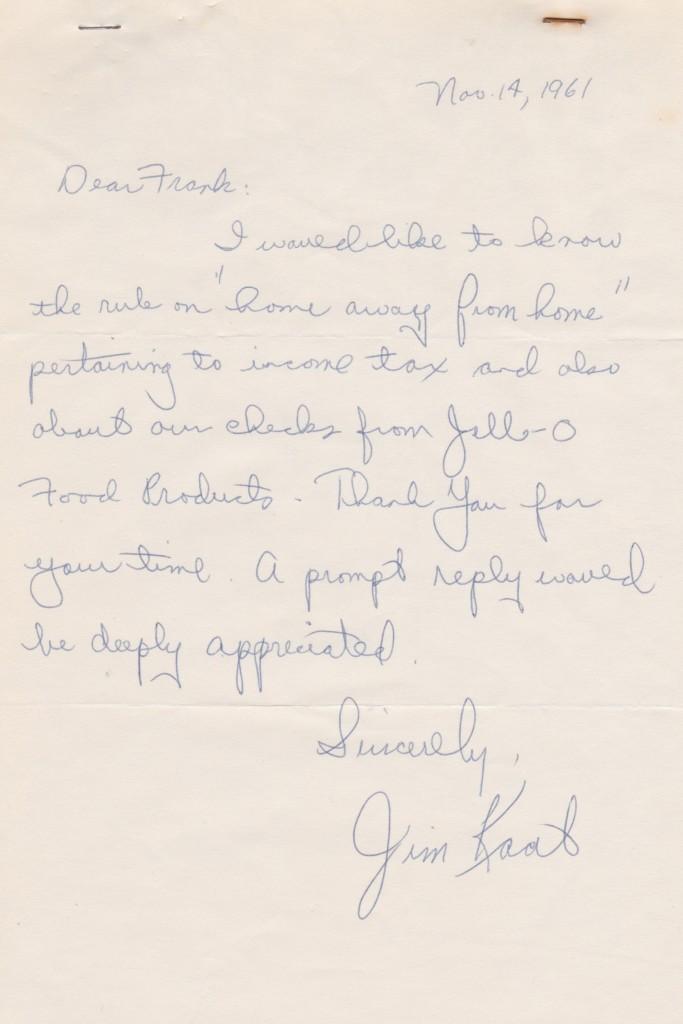 Nov. 14, 1961
Dear Frank:
I would like to know
the rule on "home away from home"
pertaining to income tax and also
about our checks from Jell-O
Food Products. Thank You for
your time. A prompt reply would
be deeply appreciated.
Sincerely,
Jim Kaat